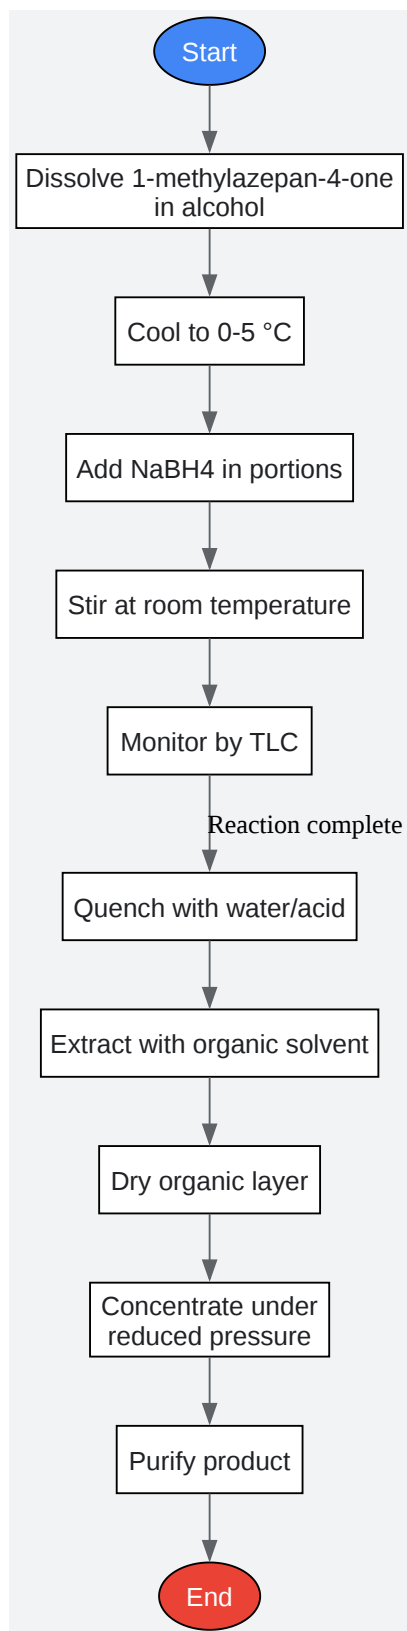 Start
Dissolve 1-methylazepan-4-one
in alcohol
Cool to 0-5 °C
Add NaBH4 in portions
Stir at room temperature
Monitor by TLC
Reaction complete
Quench with water/acid
Extract with organic solvent
Dry organic layer
Concentrate under
reduced pressure
Purify product
End